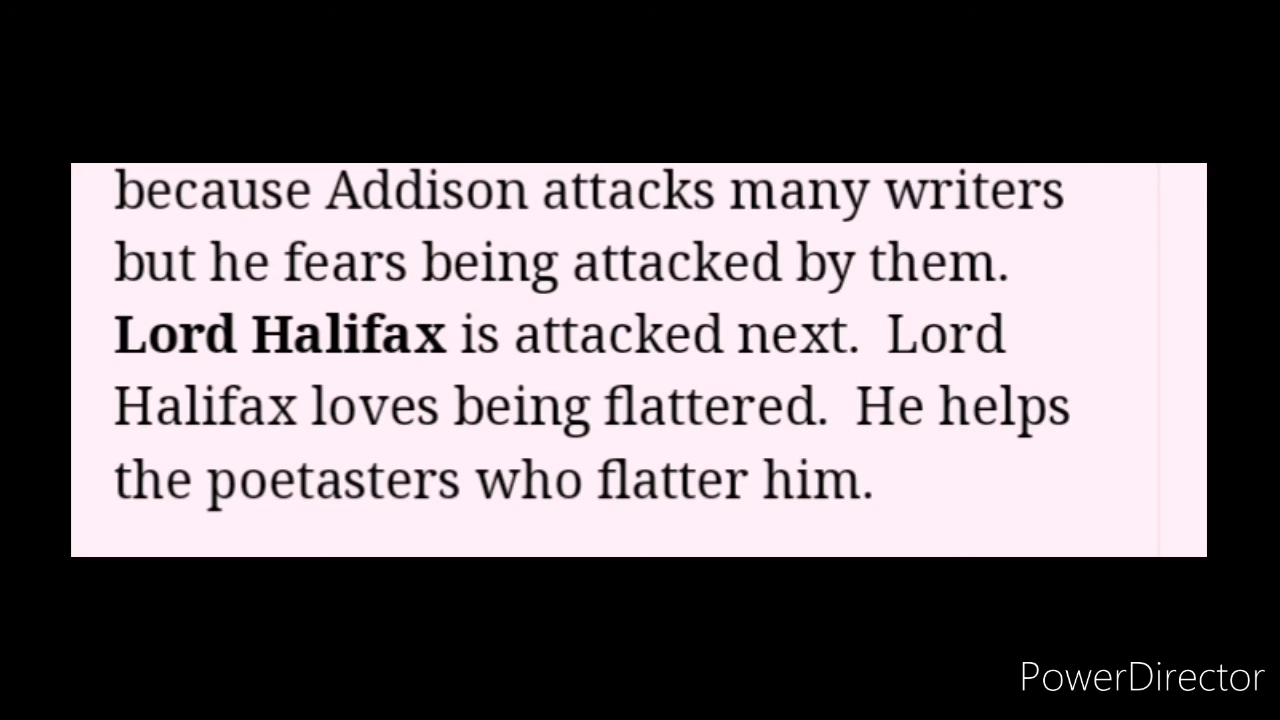 because Addison attacks many writers
but he fears being attacked by them.
Lord Halifax is attacked next.  Lord
Halifax loves being flattered.  He helps
the poetasters who flatter him.
PowerDirector